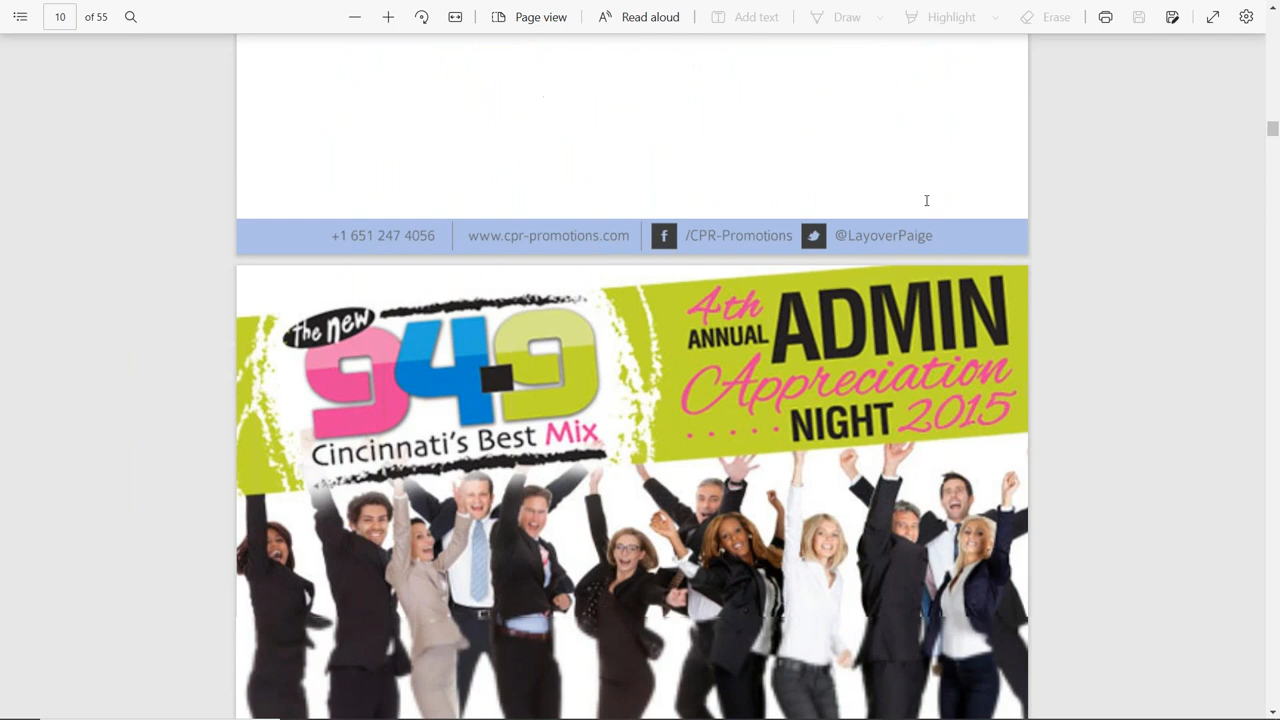 10 of 55 Page view Read aloud Add text Draw Highlight Erase
+1 651 247 4056 www.cpr-promotions.com f /CPR-Promotions @LayoverPaige
The new
94.9
Cincinnati's Best Mix
4th
ANNUAL ADMIN
Appreciation
NIGHT 2015